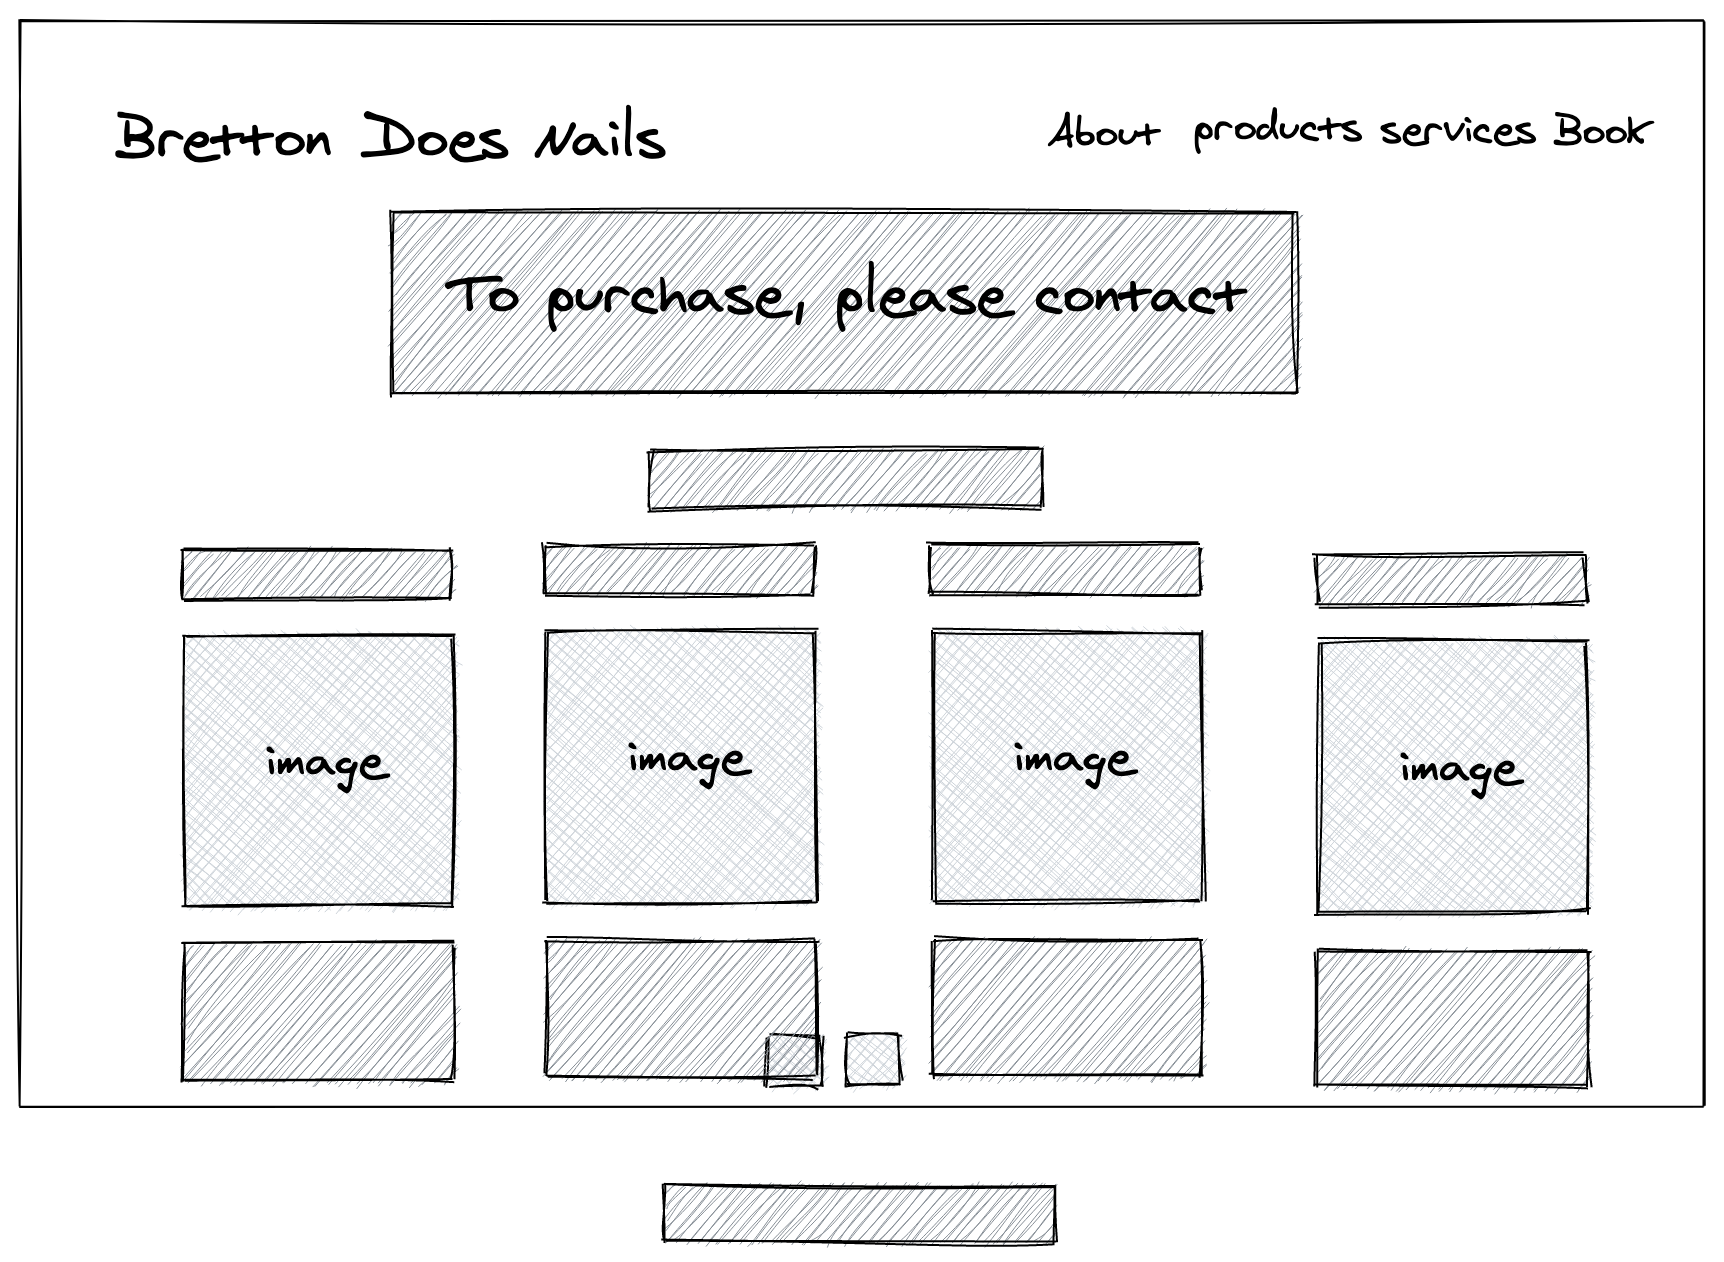 Bretton Does Nails
About products services Book
To purchase, please contact
image
image
image
image